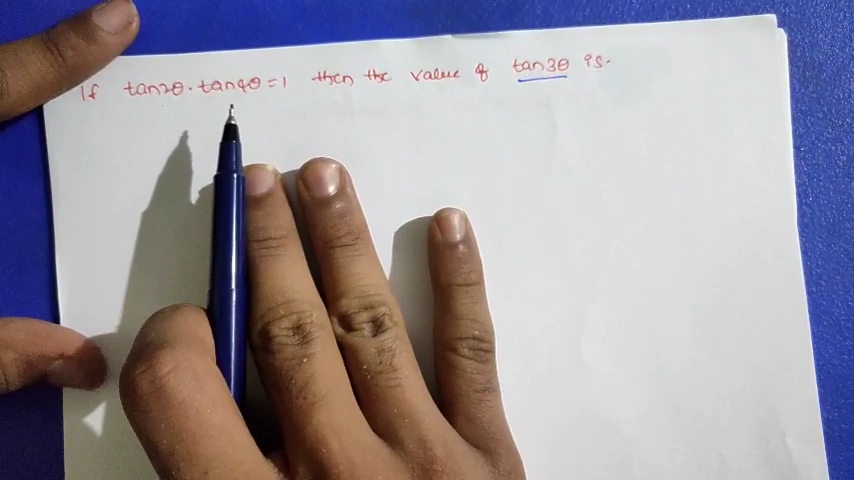 If tan2θ . tan4θ = 1 then the value of tan3θ is.